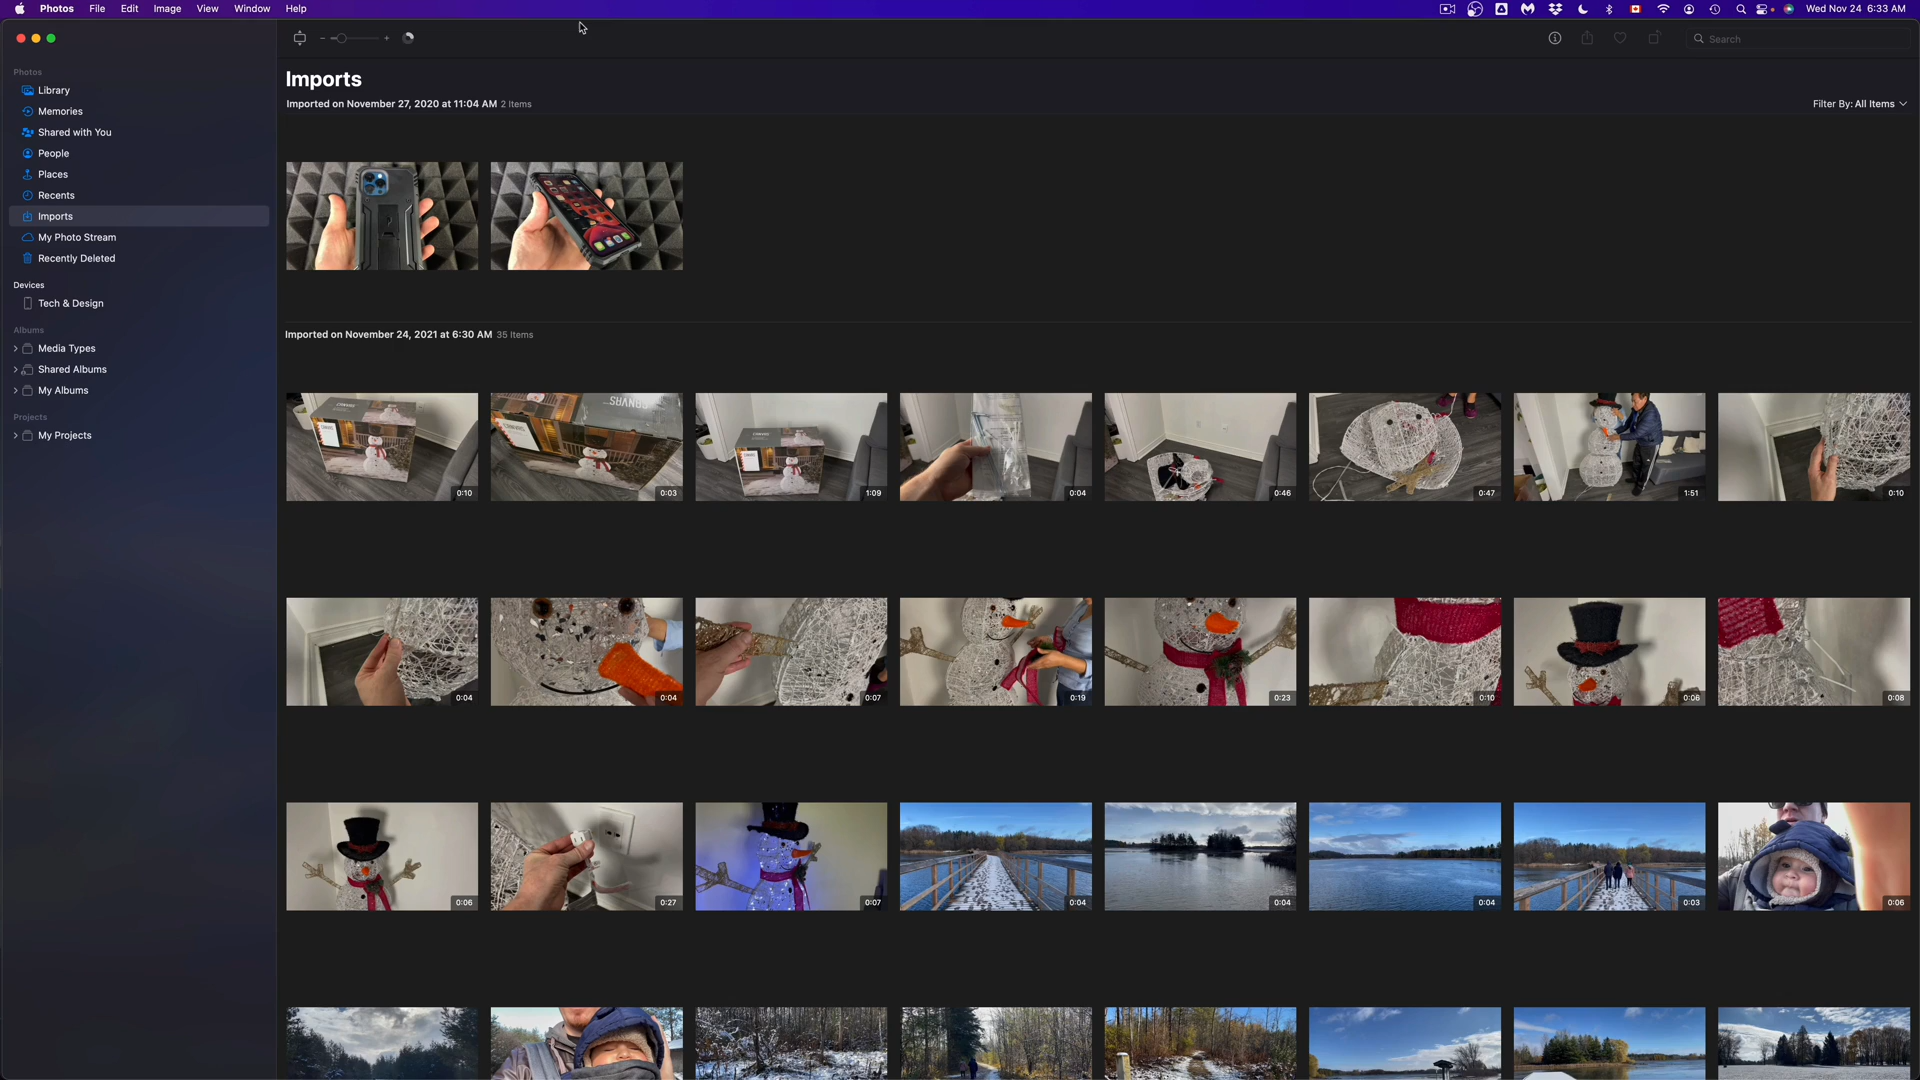 Photos File Edit Image View Window Help
Wed Nov 24 6:33 AM
Search
Photos
Library
Memories
Shared with You
People
Places
Recents
Imports
My Photo Stream
Recently Deleted
Devices
Tech & Design
Albums
Media Types
Shared Albums
My Albums
Projects
My Projects
Imports
Imported on November 27, 2020 at 11:04 AM 2 Items
Filter By: All Items
Imported on November 24, 2021 at 6:30 AM 35 Items
0:10 0:03 1:09 0:04 0:46 0:47 1:51 0:10
0:04 0:04 0:07 0:19 0:23 0:10 0:06 0:08
0:06 0:27 0:07 0:04 0:04 0:04 0:03 0:06